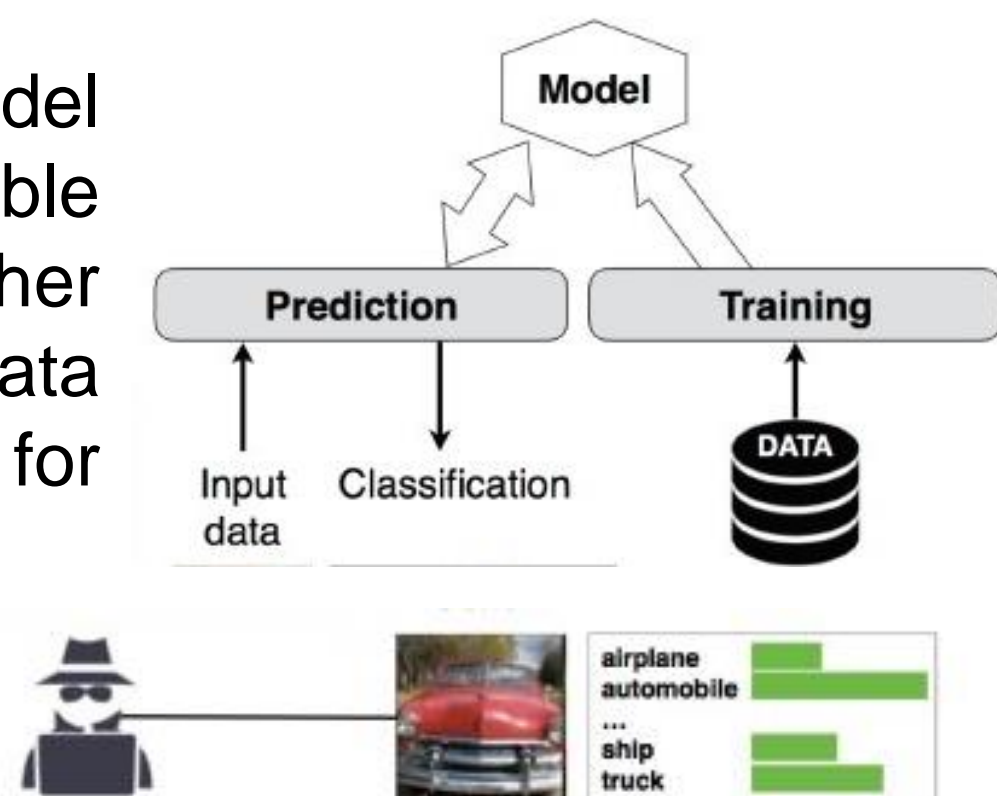 del
ble
her
ata
for
Model
Prediction
Training
Input
data
Classification
DATA
airplane
automobile
...
ship
truck